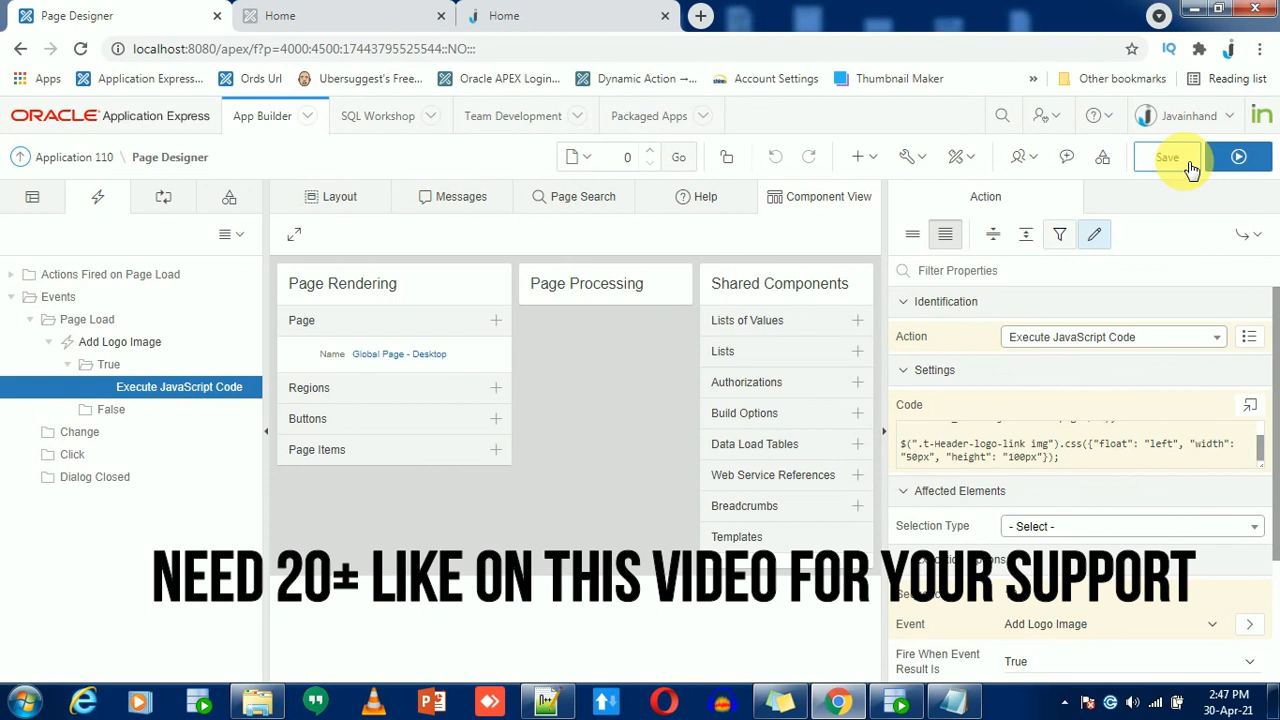 Page Designer
Home
Home
localhost:8080/apex/f?p=4000:4500:17443795525544::NO:::
IQ
Apps
Application Express...
Ords Url
Ubersuggest's Free...
Oracle APEX Login...
Dynamic Action →...
Account Settings
Thumbnail Maker
»
Other bookmarks
Reading list
ORACLE Application Express
App Builder
SQL Workshop
Team Development
Packaged Apps
Javainhand
in
Application 110
\ Page Designer
0
Go
Save
Layout
Messages
Page Search
Help
Component View
Action
Actions Fired on Page Load
Events
Page Load
Add Logo Image
True
Execute JavaScript Code
False
Change
Click
Dialog Closed
Page Rendering
Page
Name Global Page - Desktop
Regions
Buttons
Page Items
Page Processing
Shared Components
Lists of Values
Lists
Authorizations
Build Options
Data Load Tables
Web Service References
Breadcrumbs
Templates
Filter Properties
Identification
Action
Execute JavaScript Code
Settings
Code
$(".t-Header-logo-link img").css({"float": "left", "width":
"50px", "height": "100px"});
Affected Elements
Selection Type
- Select -
NEED 20± LIKE ON THIS VIDEO FOR YOUR SUPPORT
Event
Add Logo Image
Fire When Event
Result Is
True
2:47 PM
30-Apr-21